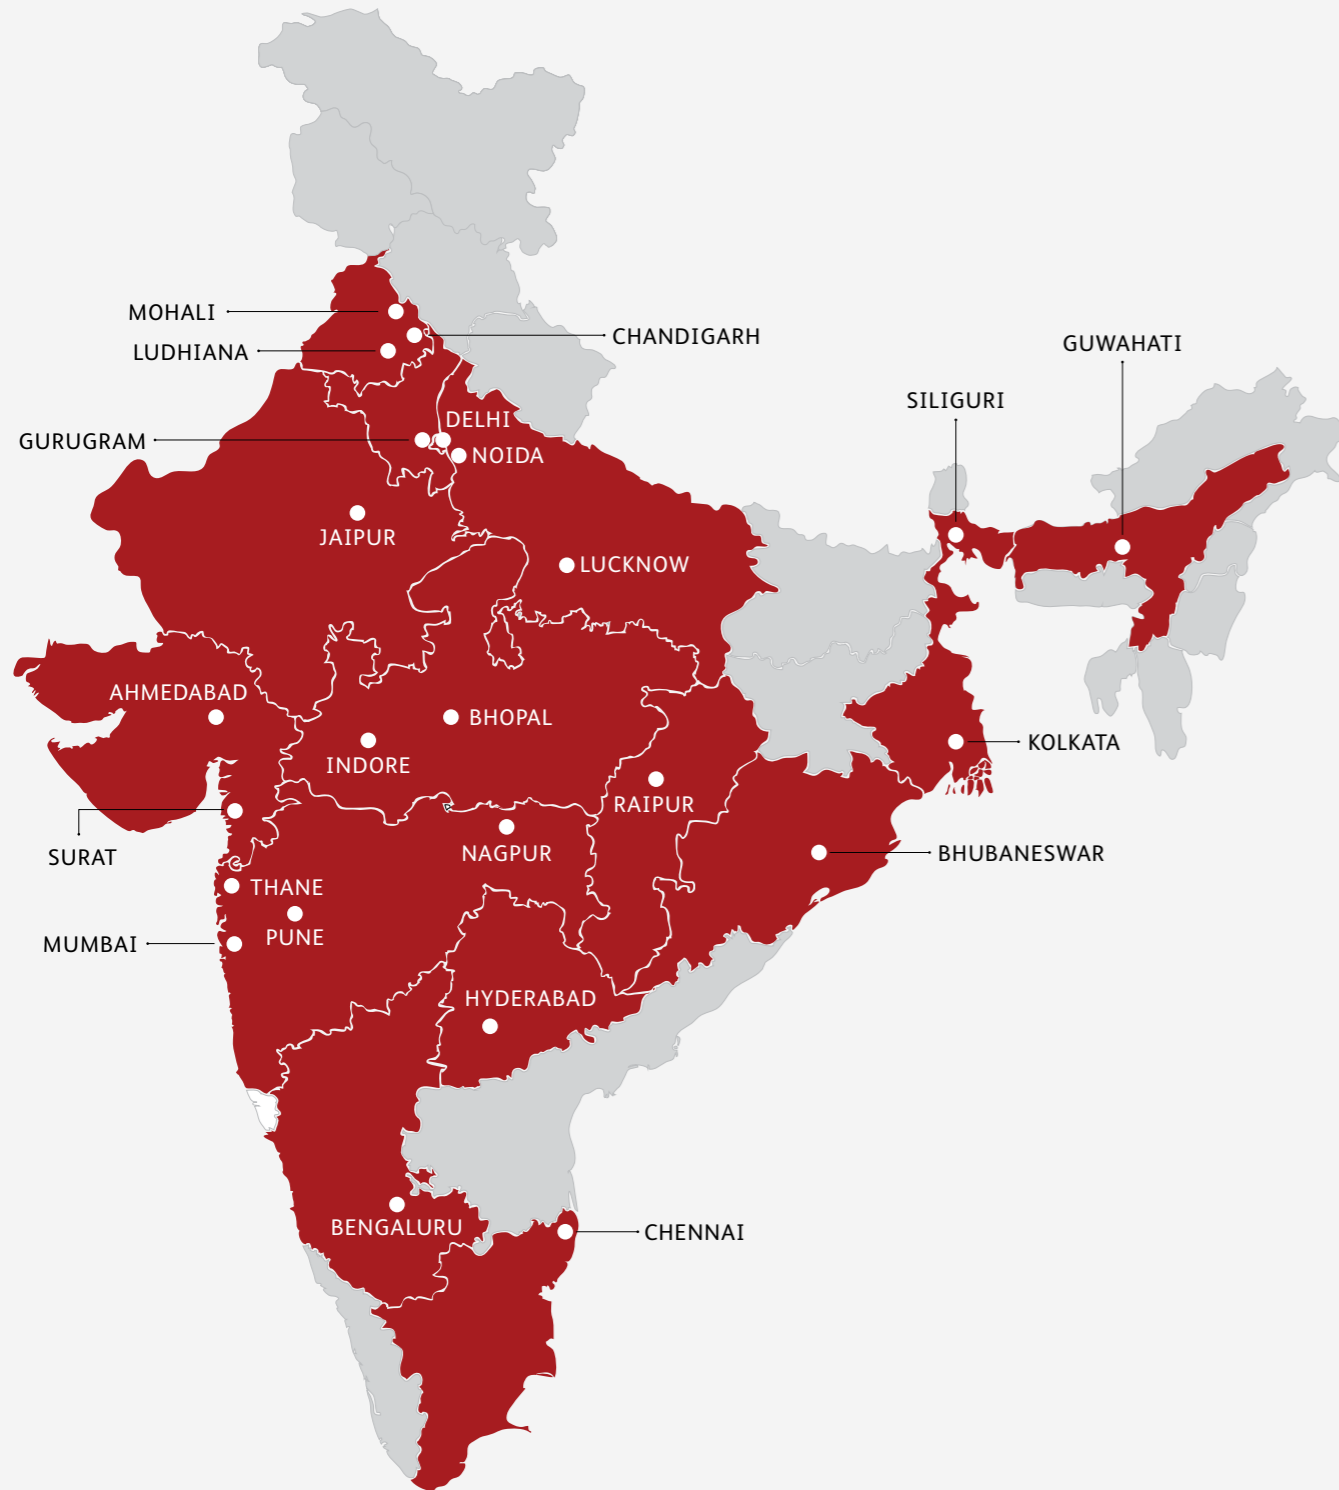 MOHALI
CHANDIGARH
LUDHIANA
GUWAHATI
SILIGURI
DELHI
GURUGRAM
NOIDA
JAIPUR
LUCKNOW
AHMEDABAD
BHOPAL
KOLKATA
INDORE
RAIPUR
SURAT
NAGPUR
BHUBANESWAR
THANE
PUNE
MUMBAI
HYDERABAD
BENGALURU
CHENNAI